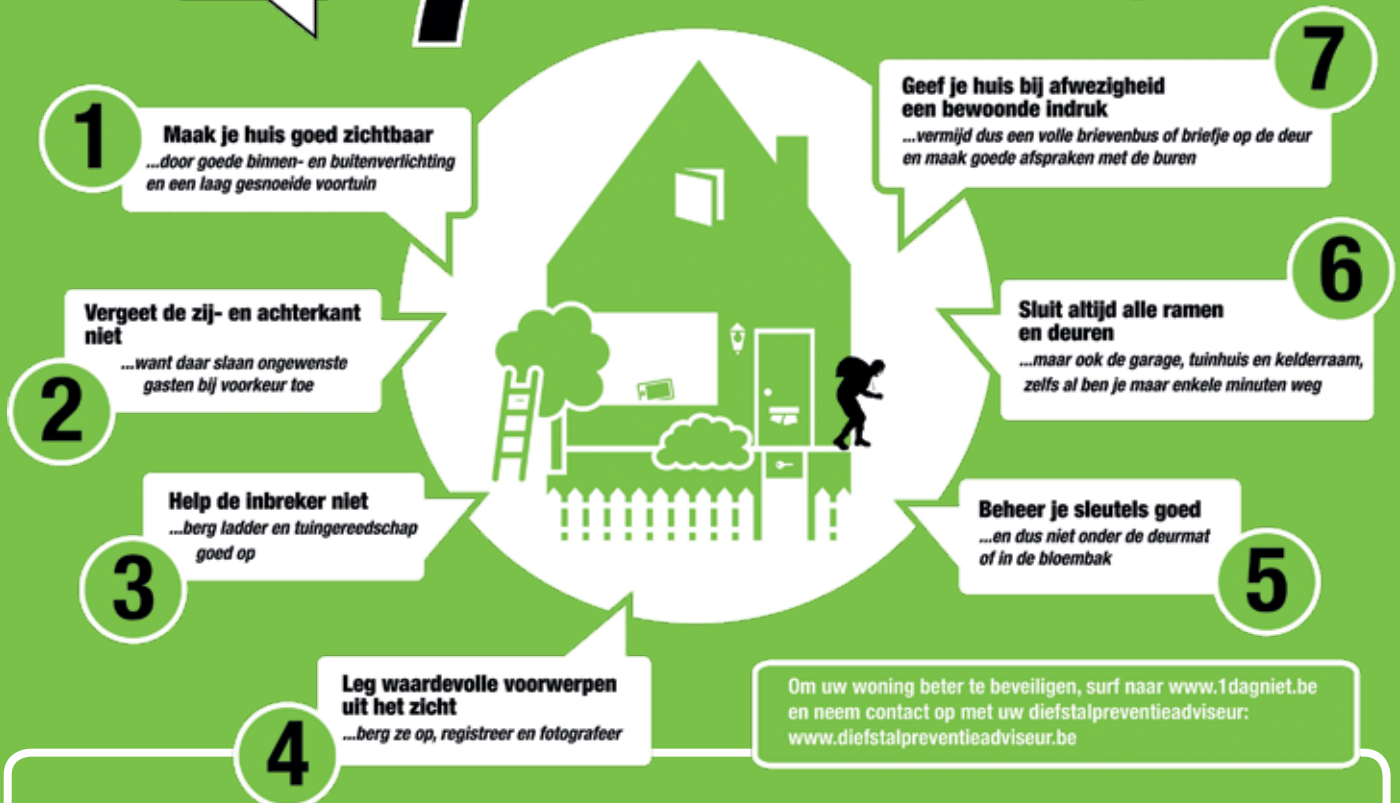 1
Maak je huis goed zichtbaar
...door goede binnen- en buitenverlichting
en een laag gesnoeide voortuin
2
Vergeet de zij- en achterkant
niet
...want daar slaan ongewenste
gasten bij voorkeur toe
3
Help de inbreker niet
...berg ladder en tuingereedschap
goed op
4
Leg waardevolle voorwerpen
uit het zicht
...berg ze op, registreer en fotografeer
5
Beheer je sleutels goed
...en dus niet onder de deurmat
of in de bloembak
6
Sluit altijd alle ramen
en deuren
...maar ook de garage, tuinhuis en kelderraam,
zelfs al ben je maar enkele minuten weg
7
Geef je huis bij afwezigheid
een bewoonde indruk
...vermijd dus een volle brievenbus of briefje op de deur
en maak goede afspraken met de buren
Om uw woning beter te beveiligen, surf naar www.1dagniet.be
en neem contact op met uw diefstalpreventieadviseur:
www.diefstalpreventieadviseur.be